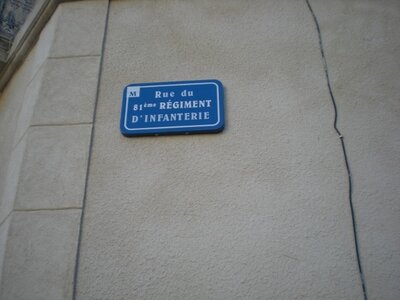 M Rue du
81ème RÉGIMENT
D'INFANTERIE